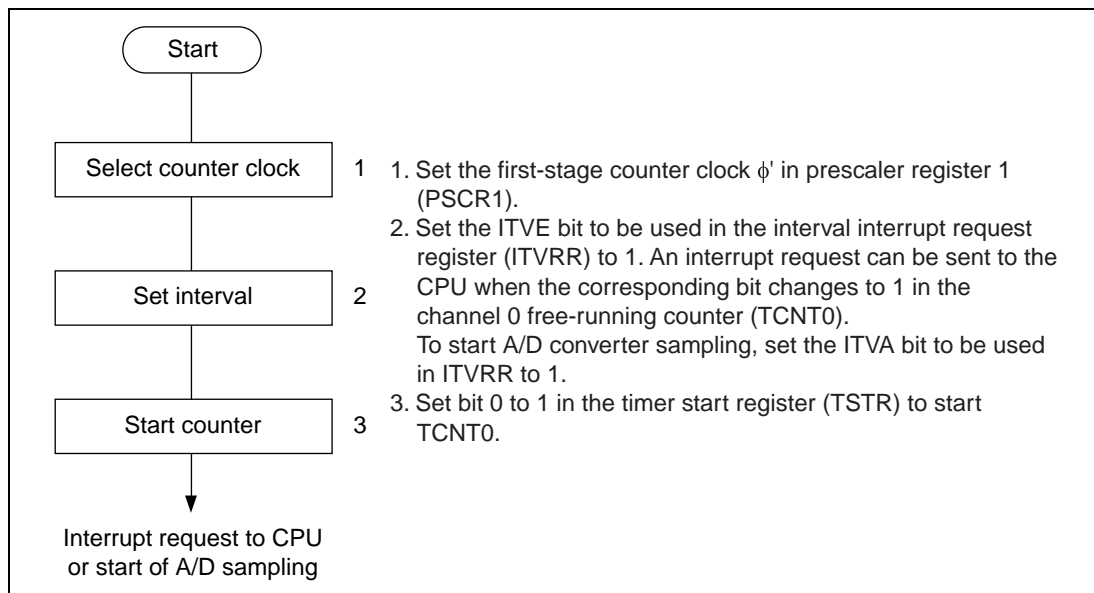 Start
Select counter clock
1
Set interval
2
Start counter
3
Interrupt request to CPU
or start of A/D sampling
1. Set the first-stage counter clock ϕ' in prescaler register 1
(PSCR1).
2. Set the ITVE bit to be used in the interval interrupt request
register (ITVRR) to 1. An interrupt request can be sent to the
CPU when the corresponding bit changes to 1 in the
channel 0 free-running counter (TCNT0).
To start A/D converter sampling, set the ITVA bit to be used
in ITVRR to 1.
3. Set bit 0 to 1 in the timer start register (TSTR) to start
TCNT0.